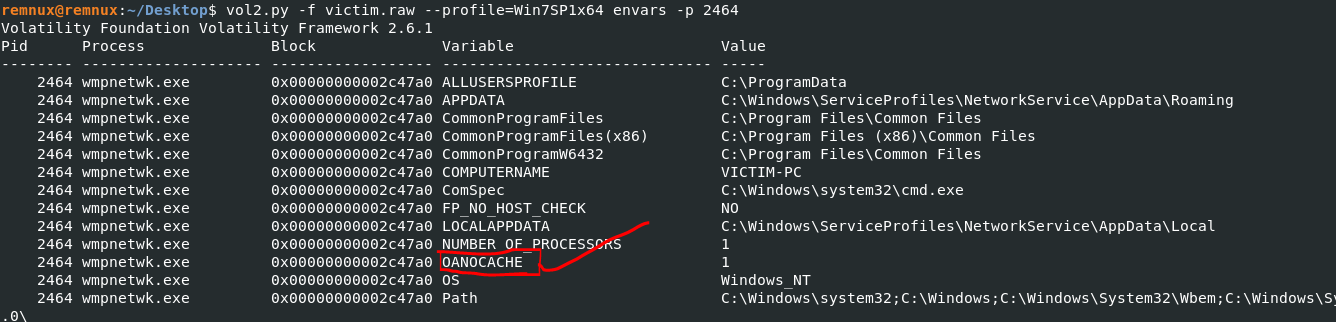 remnux@remnux:~/Desktop$ vol2.py -f victim.raw --profile=Win7SP1x64 envars -p 2464
Volatility Foundation Volatility Framework 2.6.1
Pid      Process              Block              Variable                       Value
-------- -------------------- ------------------ ------------------------------ -----
    2464 wmpnetwk.exe         0x00000000002c47a0 ALLUSERSPROFILE                C:\ProgramData
    2464 wmpnetwk.exe         0x00000000002c47a0 APPDATA                        C:\Windows\ServiceProfiles\NetworkService\AppData\Roaming
    2464 wmpnetwk.exe         0x00000000002c47a0 CommonProgramFiles             C:\Program Files\Common Files
    2464 wmpnetwk.exe         0x00000000002c47a0 CommonProgramFiles(x86)        C:\Program Files (x86)\Common Files
    2464 wmpnetwk.exe         0x00000000002c47a0 CommonProgramW6432             C:\Program Files\Common Files
    2464 wmpnetwk.exe         0x00000000002c47a0 COMPUTERNAME                   VICTIM-PC
    2464 wmpnetwk.exe         0x00000000002c47a0 ComSpec                        C:\Windows\system32\cmd.exe
    2464 wmpnetwk.exe         0x00000000002c47a0 FP_NO_HOST_CHECK               NO
    2464 wmpnetwk.exe         0x00000000002c47a0 LOCALAPPDATA                   C:\Windows\ServiceProfiles\NetworkService\AppData\Local
    2464 wmpnetwk.exe         0x00000000002c47a0 NUMBER_OF_PROCESSORS           1
    2464 wmpnetwk.exe         0x00000000002c47a0 OANOCACHE                      1
    2464 wmpnetwk.exe         0x00000000002c47a0 OS                             Windows_NT
    2464 wmpnetwk.exe         0x00000000002c47a0 Path                           C:\Windows\system32;C:\Windows;C:\Windows\System32\Wbem;C:\Windows\Sy
.0\